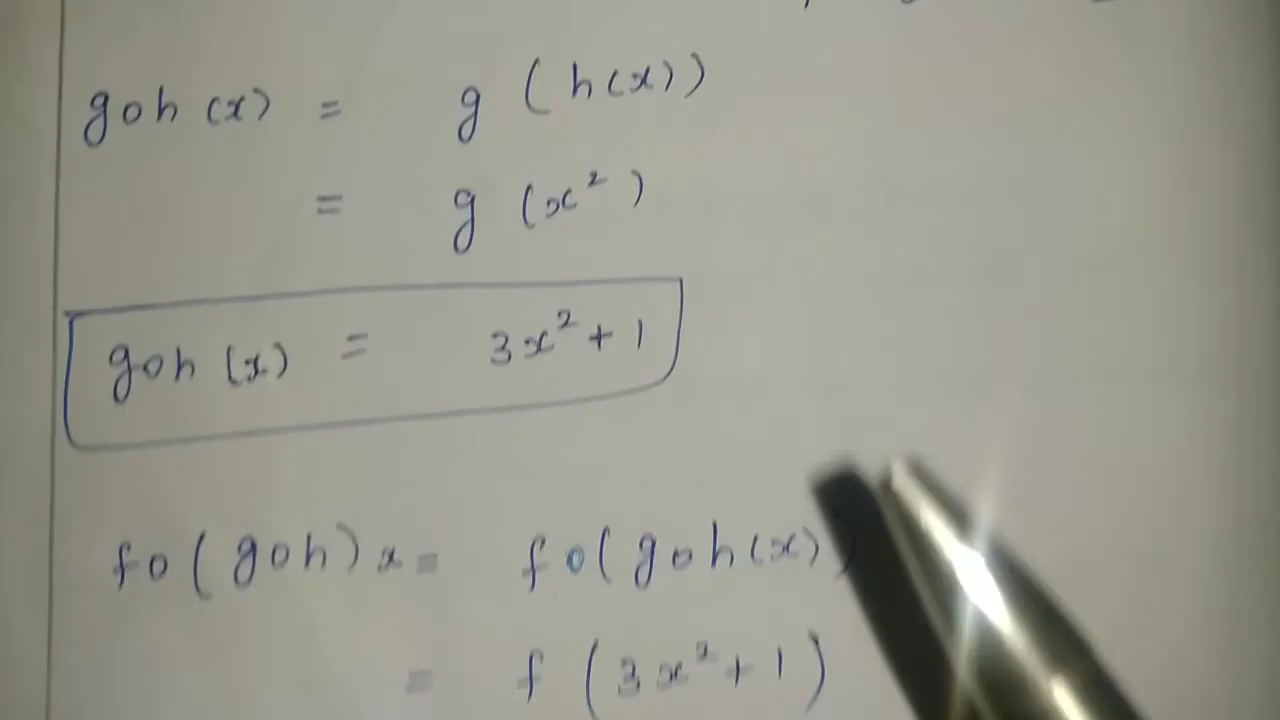 goh (x) = g (h(x))
= g (x²)
goh (x) = 3x² + 1
fo(goh)x = fo(goh(x))
= f (3x² + 1)